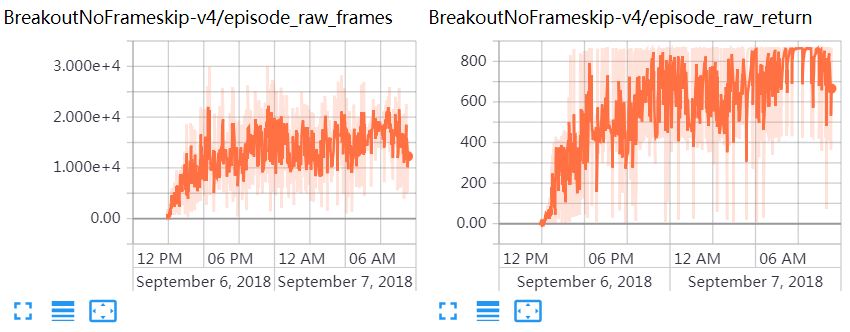 BreakoutNoFrameskip-v4/episode_raw_frames
3.000e+4
2.000e+4
1.000e+4
0.00
12 PM 06 PM 12 AM 06 AM
September 6, 2018 September 7, 2018
BreakoutNoFrameskip-v4/episode_raw_return
800
600
400
200
0.00
12 PM 06 PM 12 AM 06 AM
September 6, 2018 September 7, 2018